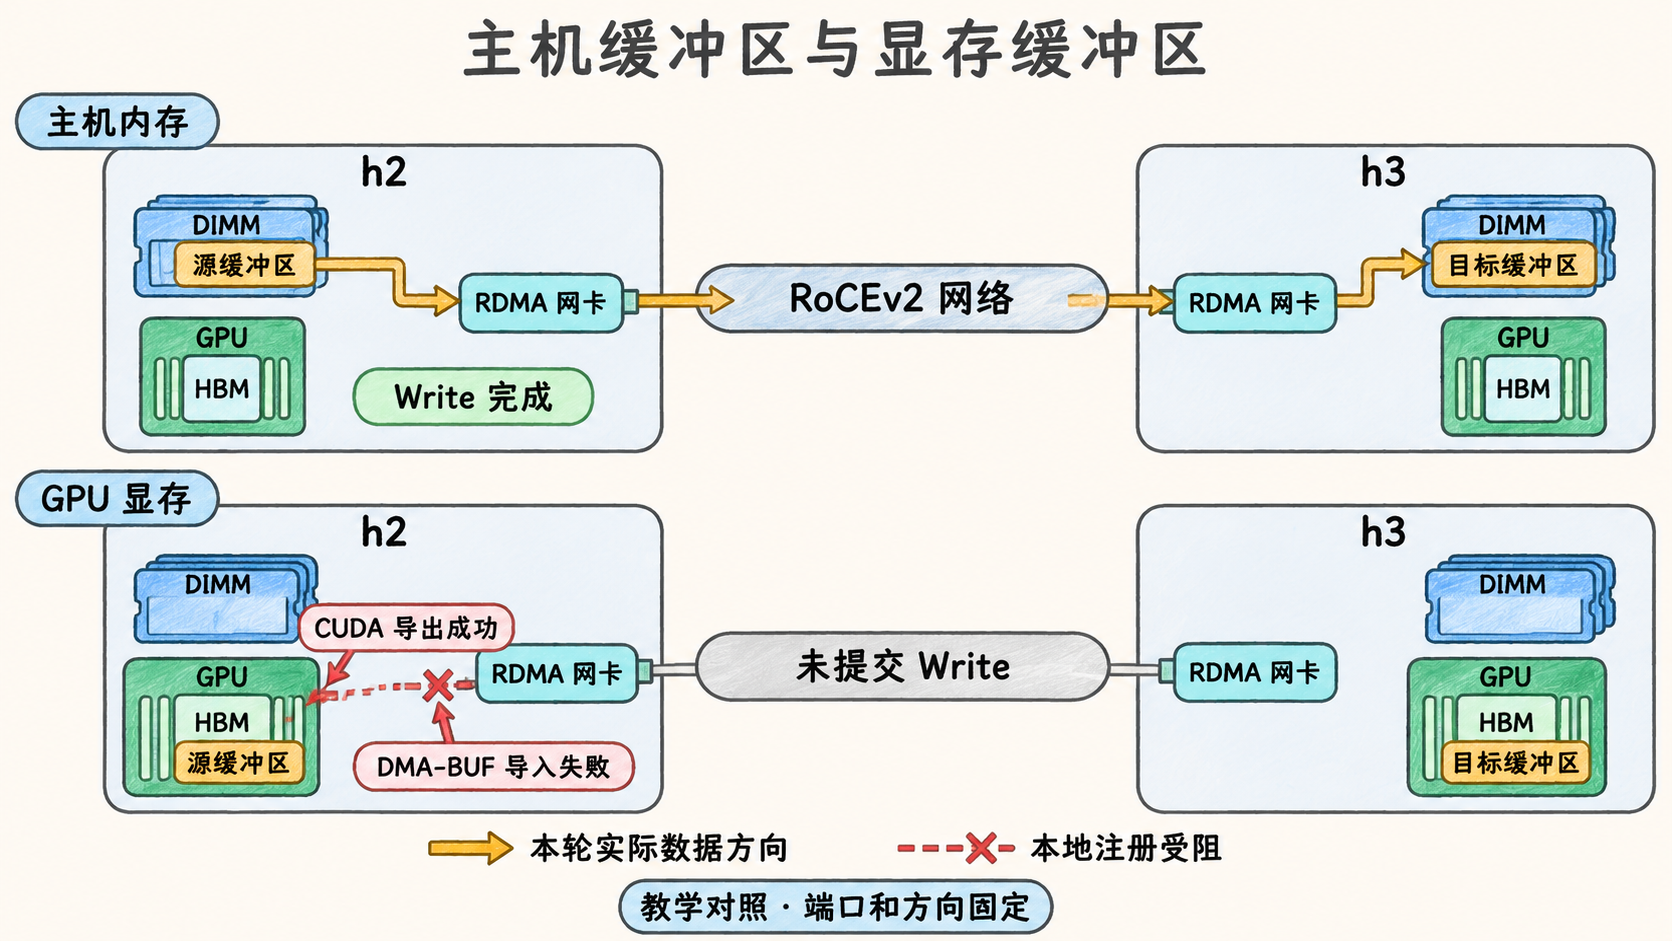 主机缓冲区与显存缓冲区
主机内存
h2
DIMM
源缓冲区
RDMA 网卡
GPU
HBM
Write 完成
RoCEv2 网络
h3
DIMM
目标缓冲区
RDMA 网卡
GPU
HBM
GPU 显存
h2
DIMM
CUDA 导出成功
RDMA 网卡
GPU
HBM
源缓冲区
DMA-BUF 导入失败
未提交 Write
h3
DIMM
RDMA 网卡
GPU
HBM
目标缓冲区
本轮实际数据方向
本地注册受阻
教学对照 · 端口和方向固定